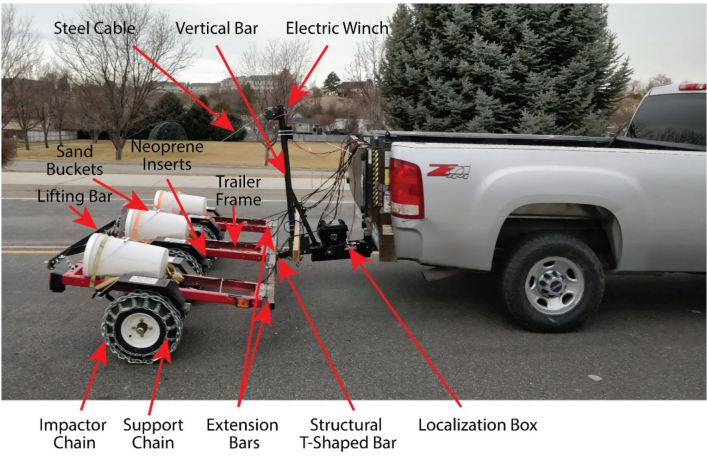 Steel Cable
Vertical Bar
Electric Winch
Neoprene
Inserts
Sand
Buckets
Trailer
Frame
Lifting Bar
Z71
4X4
Impactor
Chain
Support
Chain
Extension
Bars
Structural
T-Shaped Bar
Localization Box